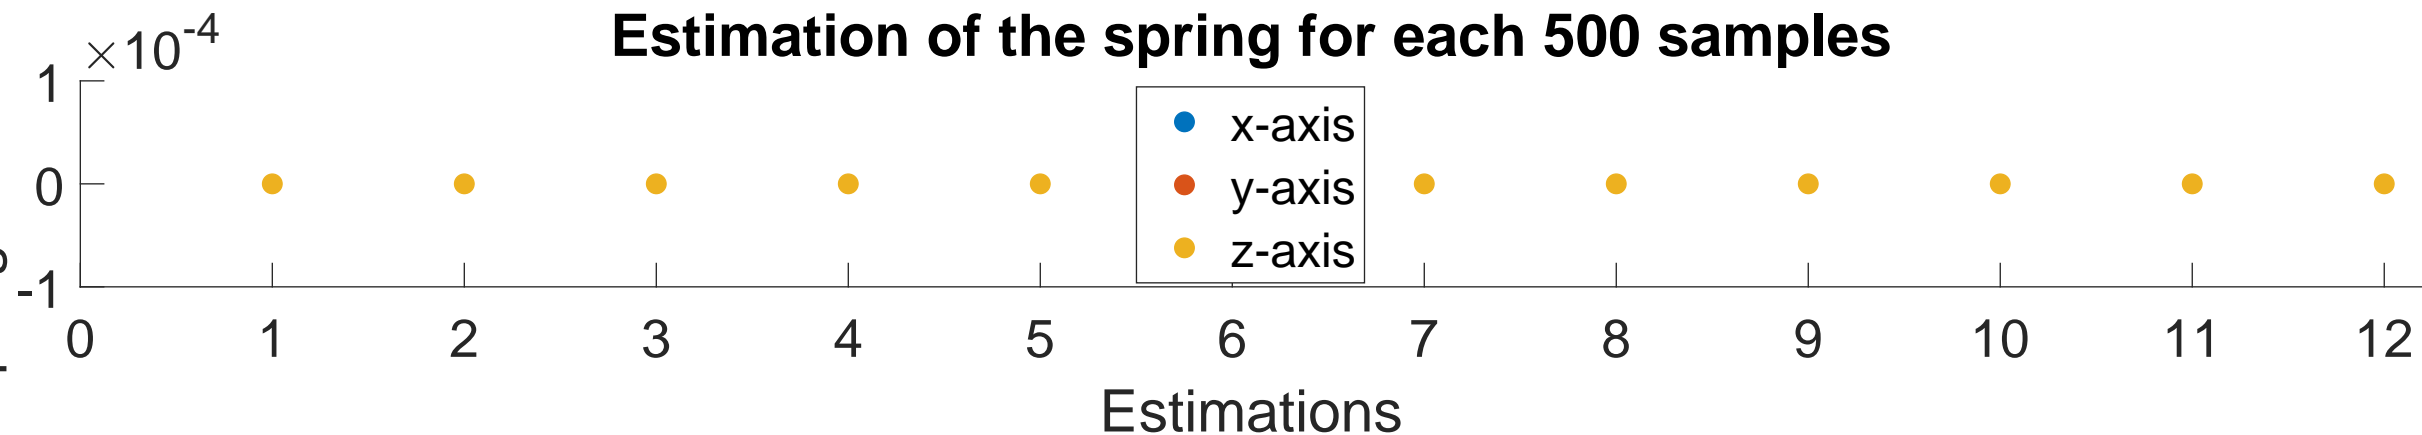 Estimation of the spring for each 500 samples
×10-4
1
0
-1
x-axis
y-axis
z-axis
0 1 2 3 4 5 6 7 8 9 10 11 12
Estimations